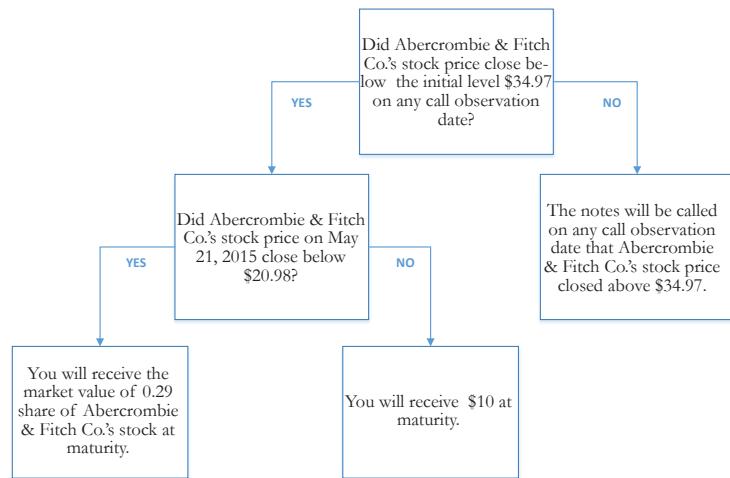 Did Abercrombie & Fitch
Co.'s stock price close be-
low the initial level $34.97
on any call observation
date?
YES
NO
Did Abercrombie & Fitch
Co.'s stock price on May
21, 2015 close below
$20.98?
The notes will be called
on any call observation
date that Abercrombie
& Fitch Co.'s stock price
closed above $34.97.
YES
NO
You will receive the
market value of 0.29
share of Abercrombie
& Fitch Co.'s stock at
maturity.
You will receive $10 at
maturity.